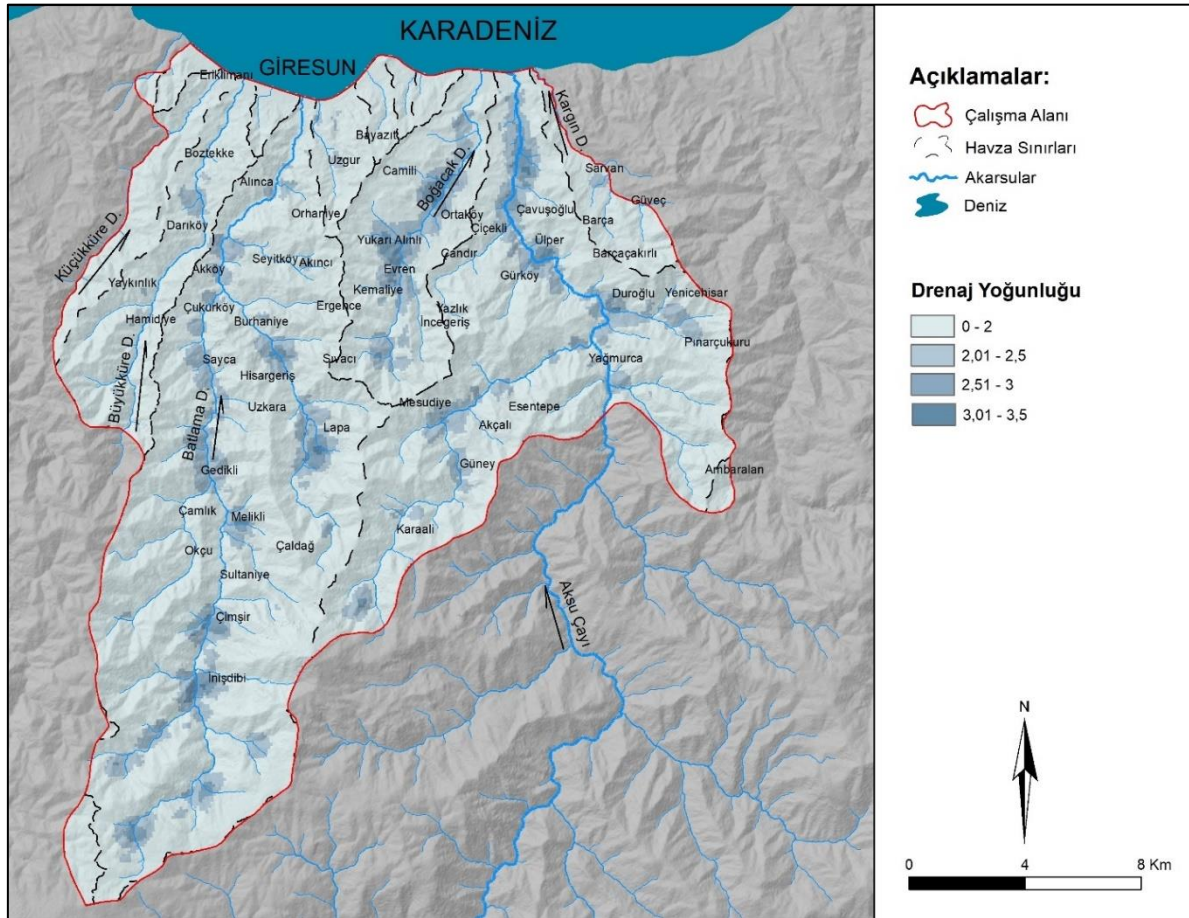 KARADENİZ
GİRESUN
Eriklimanı
Kargın D.
Bayazıt
Uzgur
Boztekke
Camili
Sarvan
Alınca
Boğacak D.
Güveç
Orhaniye
Ortaköy
Çavuşoğlu
Barça
Küçükküre D.
Darıköy
Çiçekli
Yukarı Alınlı
Ülper
Seyitköy
Akıncı
Çandır
Barçaçakırlı
Akköy
Evren
Gürköy
Yaykınlık
Kemaliye
Duroğlu
Yenicehisar
Çukurköy
Ergence
Yazlık
Hamidiye
Burhaniye
İncegeriş
Pınarçukuru
Sayca
Sıvacı
Yağmurca
Büyükküre D.
Hisargeriş
Batlama D.
Uzkara
Mesudiye
Esentepe
Lapa
Akçalı
Gedikli
Güney
Ambaralan
Çamlık
Melikli
Karaali
Okçu
Çaldağ
Sultaniye
Aksu Çayı
Çimşir
İnişdibi
Açıklamalar:
Çalışma Alanı
Havza Sınırları
Akarsular
Deniz
Drenaj Yoğunluğu
0 - 2
2,01 - 2,5
2,51 - 3
3,01 - 3,5
N
0 4 8 Km